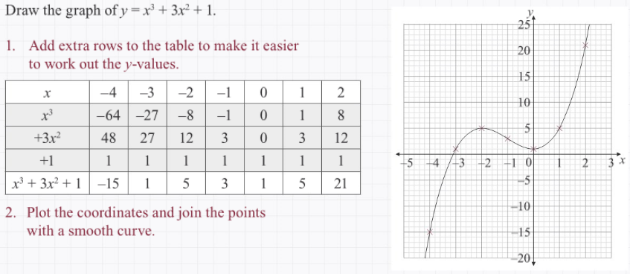 Draw the graph of y = x³ + 3x² + 1.
1. Add extra rows to the table to make it easier
to work out the y-values.
x −4 −3 −2 −1 0 1 2
x³ −64 −27 −8 −1 0 1 8
+3x² 48 27 12 3 0 3 12
+1 1 1 1 1 1 1 1
x³ + 3x² + 1 −15 1 5 3 1 5 21
2. Plot the coordinates and join the points
with a smooth curve.
y
25
20
15
10
5
−5 −4 −3 −2 −1 0 1 2 3 x
−5
−10
−15
−20